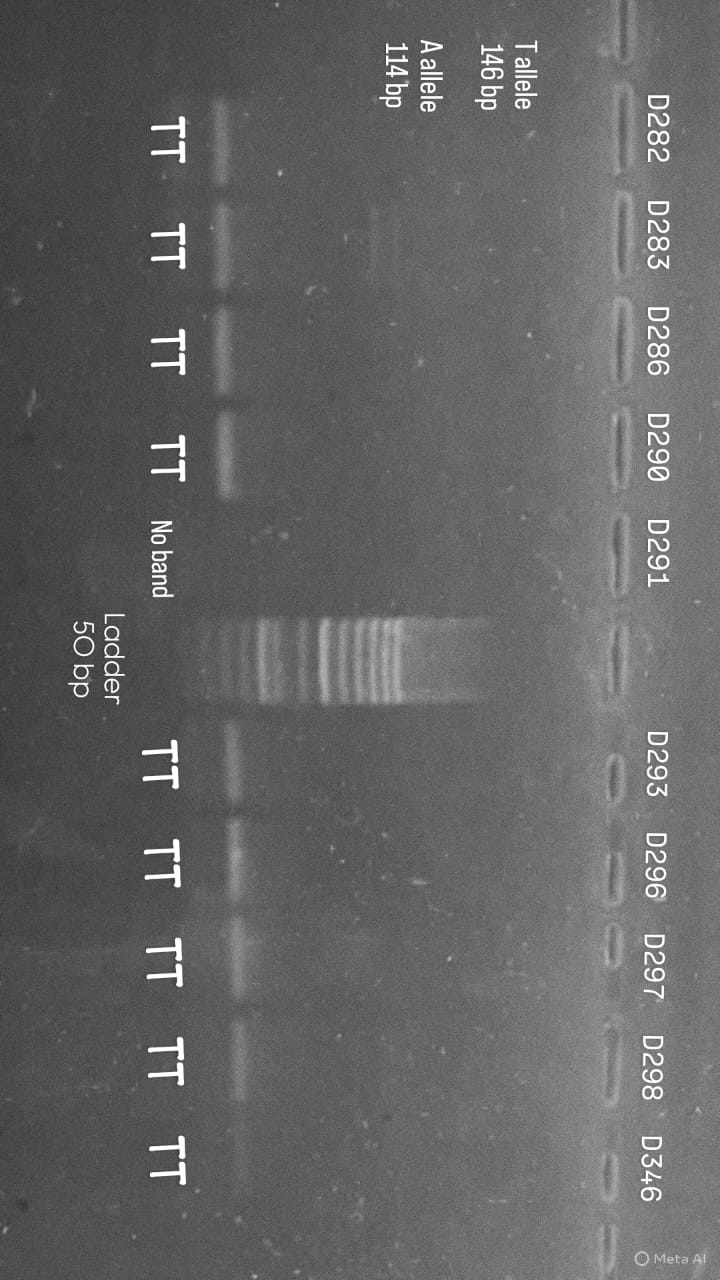 D282
D283
D286
D290
D291
D293
D296
D297
D298
D346
T allele
146 bp
A allele
114 bp
TT
TT
TT
TT
No band
Ladder
50 bp
TT
TT
TT
TT
TT
Meta AI